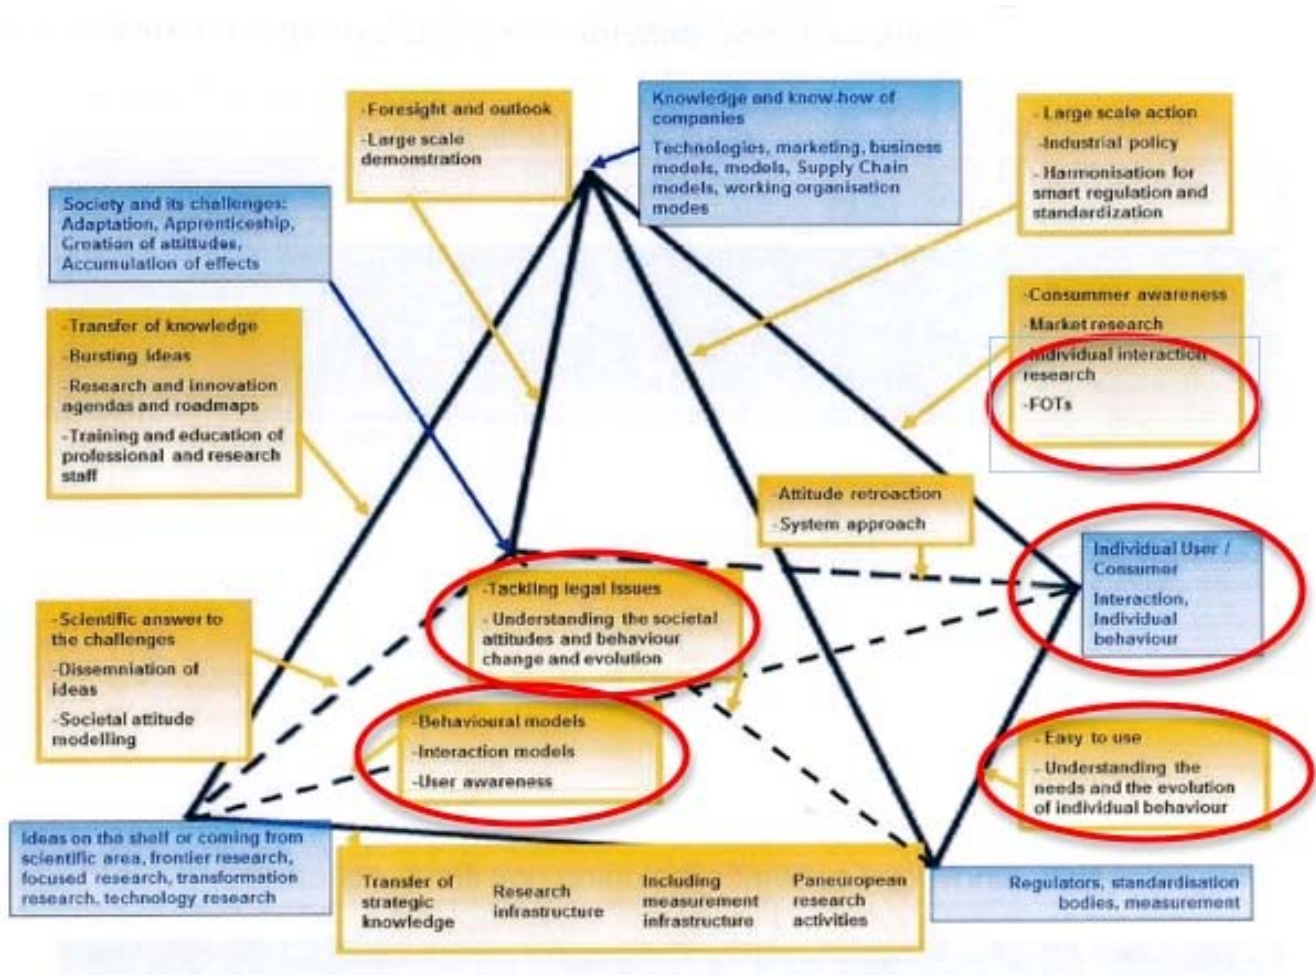 -Foresight and outlook
-Large scale
demonstration
Knowledge and know-how of
companies
Technologies, marketing, business
models, models, Supply Chain
models, working organisation
modes
- Large scale action
-Industrial policy
- Harmonisation for
smart regulation and
standardization
Society and its challenges:
Adaptation, Apprenticeship,
Creation of attitudes,
Accumulation of effects
-Consummer awareness
-Market research
-Individual interaction
research
-FOTs
-Transfer of knowledge
-Bursting ideas
-Research and innovation
agendas and roadmaps
-Training and education of
professional and research
staff
-Attitude retroaction
-System approach
Individual User /
Consumer
Interaction,
Individual
behaviour
-Tackling legal issues
- Understanding the societal
attitudes and behaviour
change and evolution
-Scientific answer to
the challenges
-Dissemniation of
ideas
-Societal attitude
modelling
-Behavioural models
-Interaction models
-User awareness
- Easy to use
- Understanding the
needs and the evolution
of individual behaviour
Ideas on the shelf or coming from
scientific area, frontier research,
focused research, transformation
research, technology research
Transfer of
strategic
knowledge
Research
infrastructure
Including
measurement
infrastructure
Paneuropean
research
activities
Regulators, standardisation
bodies, measurement